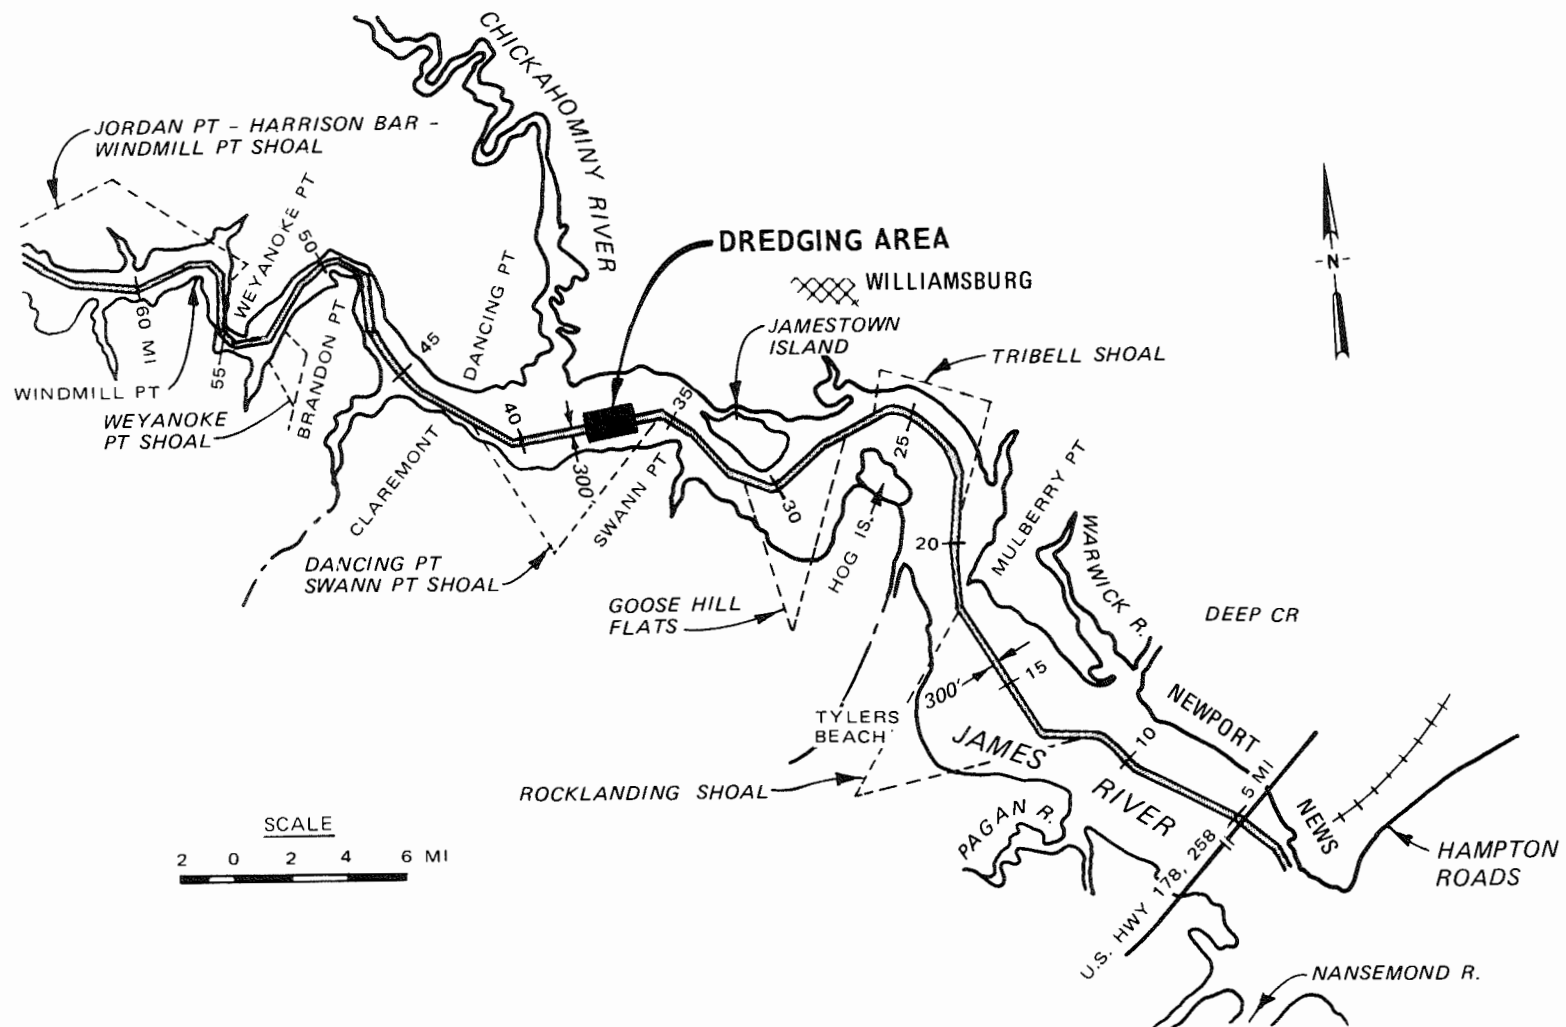 CHICKAHOMINY RIVER
JORDAN PT - HARRISON BAR -
WINDMILL PT SHOAL
WEYANOKE PT
50
DREDGING AREA
WILLIAMSBURG
-N-
DANCING PT
JAMESTOWN
ISLAND
TRIBELL SHOAL
60 MI
45
55
WINDMILL PT
BRANDON PT
WEYANOKE
PT SHOAL
40
35
25
CLAREMONT
300'
SWANN PT
30
HOG IS.
20
MULBERRY PT
WARWICK R.
DANCING PT
SWANN PT SHOAL
GOOSE HILL
FLATS
DEEP CR
15
300'
TYLERS
BEACH
JAMES
RIVER
10
NEWPORT
NEWS
5 MI
ROCKLANDING SHOAL
PAGAN R.
SCALE
2 0 2 4 6 MI
HAMPTON
ROADS
U.S. HWY 178, 258
NANSEMOND R.